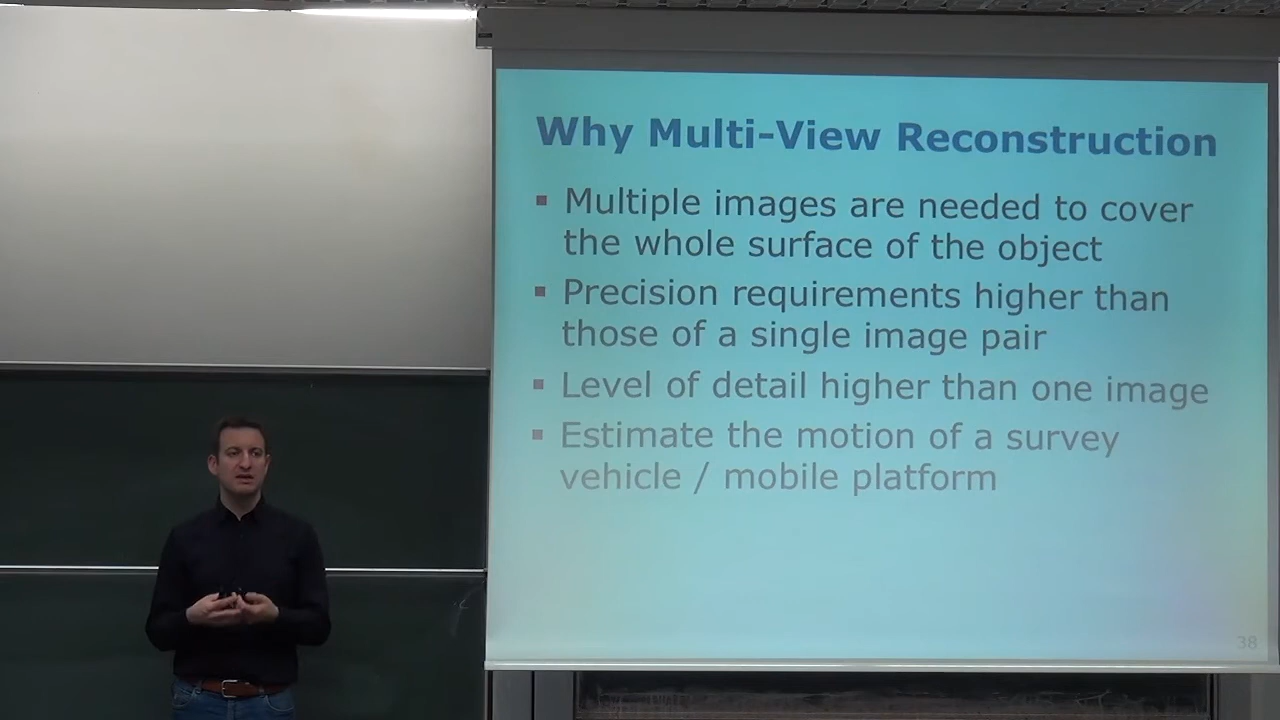 Why Multi-View Reconstruction
▪ Multiple images are needed to cover
the whole surface of the object
▪ Precision requirements higher than
those of a single image pair
▪ Level of detail higher than one image
▪ Estimate the motion of a survey
vehicle / mobile platform
38